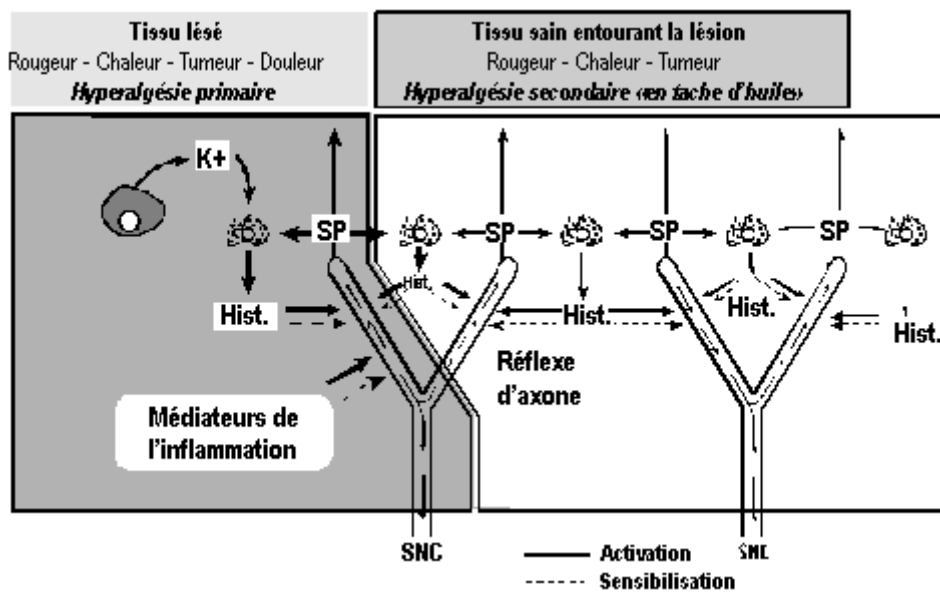 Tissu lésé
Rougeur - Chaleur - Tumeur - Douleur
Hyperalgésie primaire
Tissu sain entourant la lésion
Rougeur - Chaleur - Tumeur
Hyperalgésie secondaire «en tache d'huile»
K+
SP
SP
SP
SP
Hist.
Hist.
Hist.
Hist.
Hist.
Réflexe
d'axone
Médiateurs de
l'inflammation
SNC
SNC
Activation
Sensibilisation